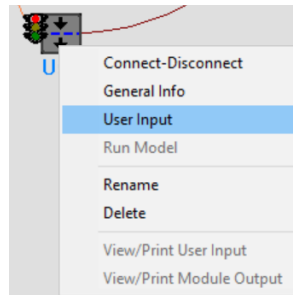 U
Connect-Disconnect
General Info
User Input
Run Model
Rename
Delete
View/Print User Input
View/Print Module Output